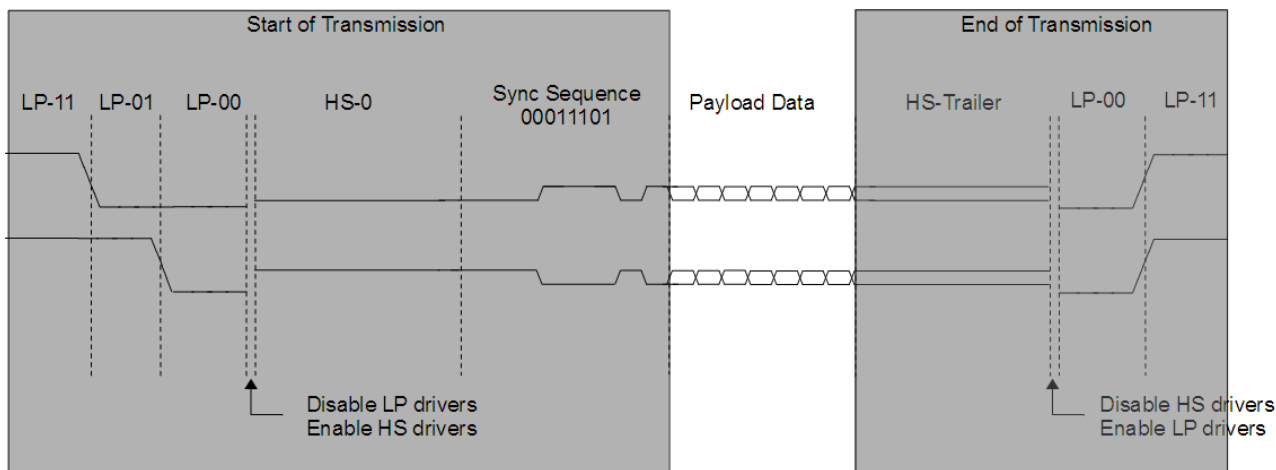 Start of Transmission
End of Transmission
LP-11
LP-01
LP-00
HS-0
Sync Sequence
00011101
Payload Data
HS-Trailer
LP-00
LP-11
Disable LP drivers
Enable HS drivers
Disable HS drivers
Enable LP drivers